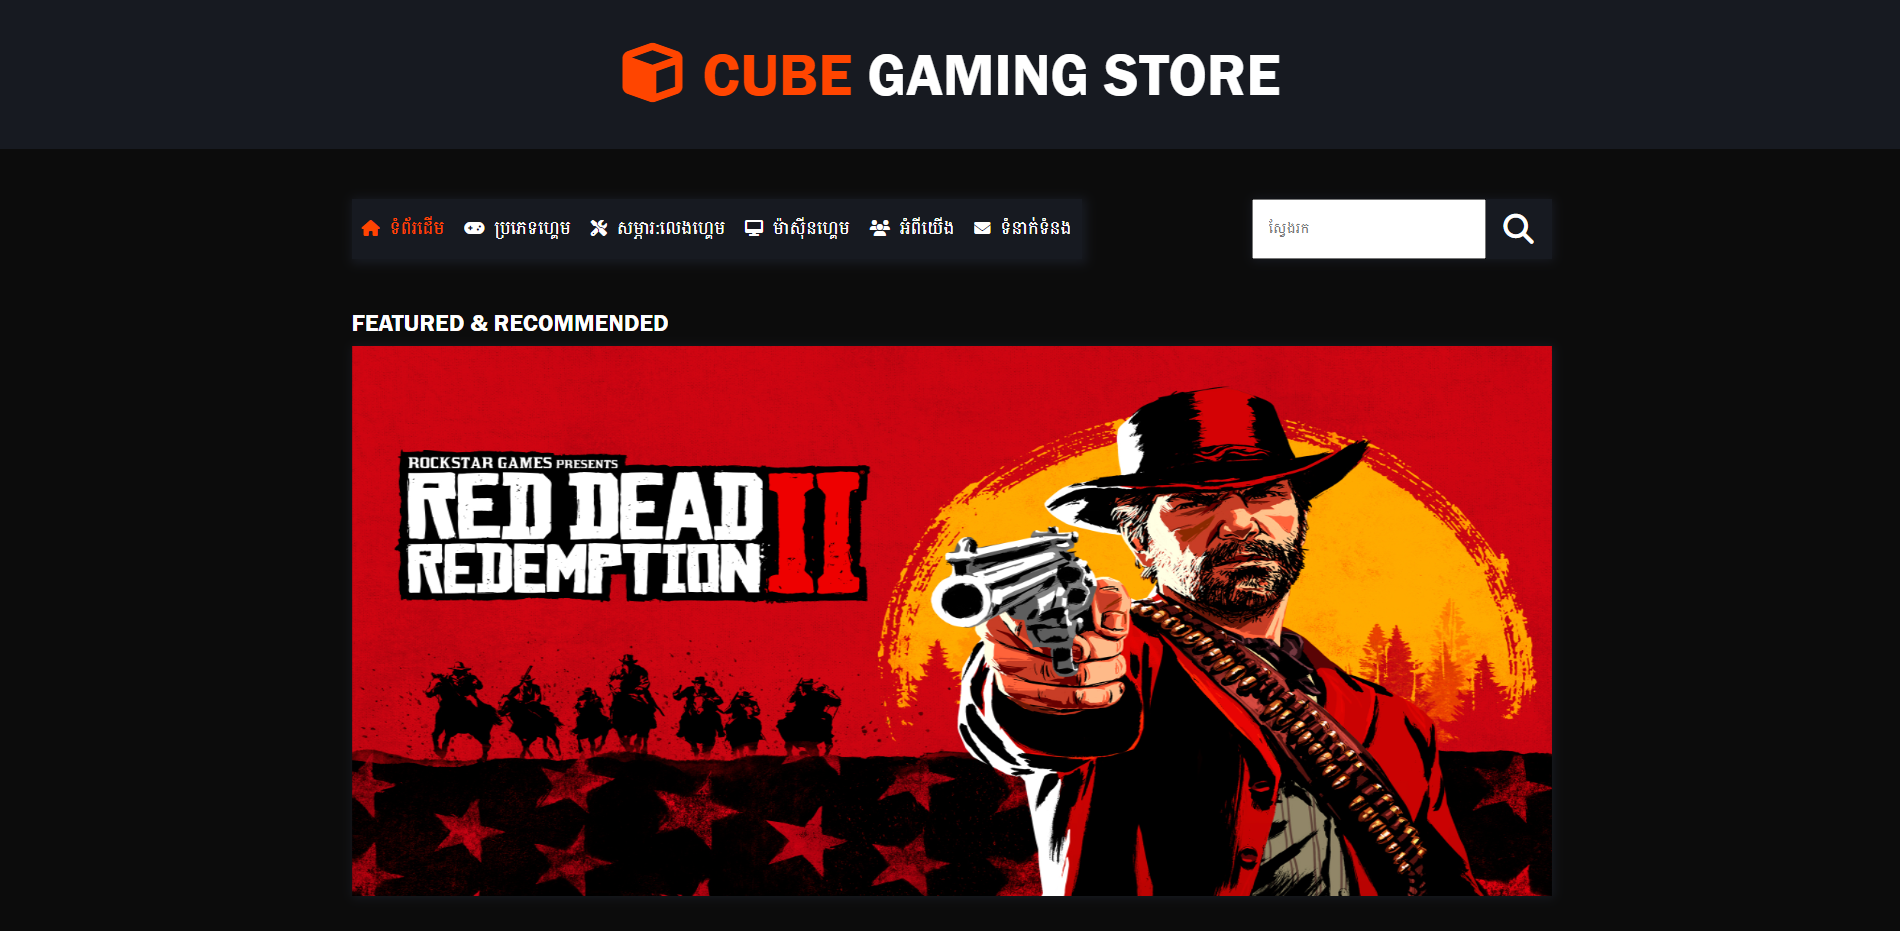 CUBE GAMING STORE
ទំព័រដើម ប្រភេទហ្គេម សម្ភារៈលេងហ្គេម ម៉ាស៊ីនហ្គេម អំពីយើង ទំនាក់ទំនង
ស្វែងរក
FEATURED & RECOMMENDED
ROCKSTAR GAMES PRESENTS
RED DEAD
REDEMPTION II